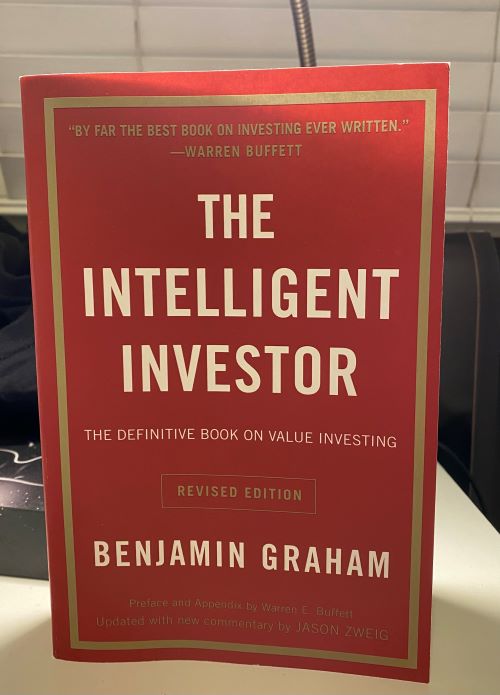 “BY FAR THE BEST BOOK ON INVESTING EVER WRITTEN.”
—WARREN BUFFETT
THE
INTELLIGENT
INVESTOR
THE DEFINITIVE BOOK ON VALUE INVESTING
REVISED EDITION
BENJAMIN GRAHAM
Preface and Appendix by Warren E. Buffett
Updated with new commentary by JASON ZWEIG